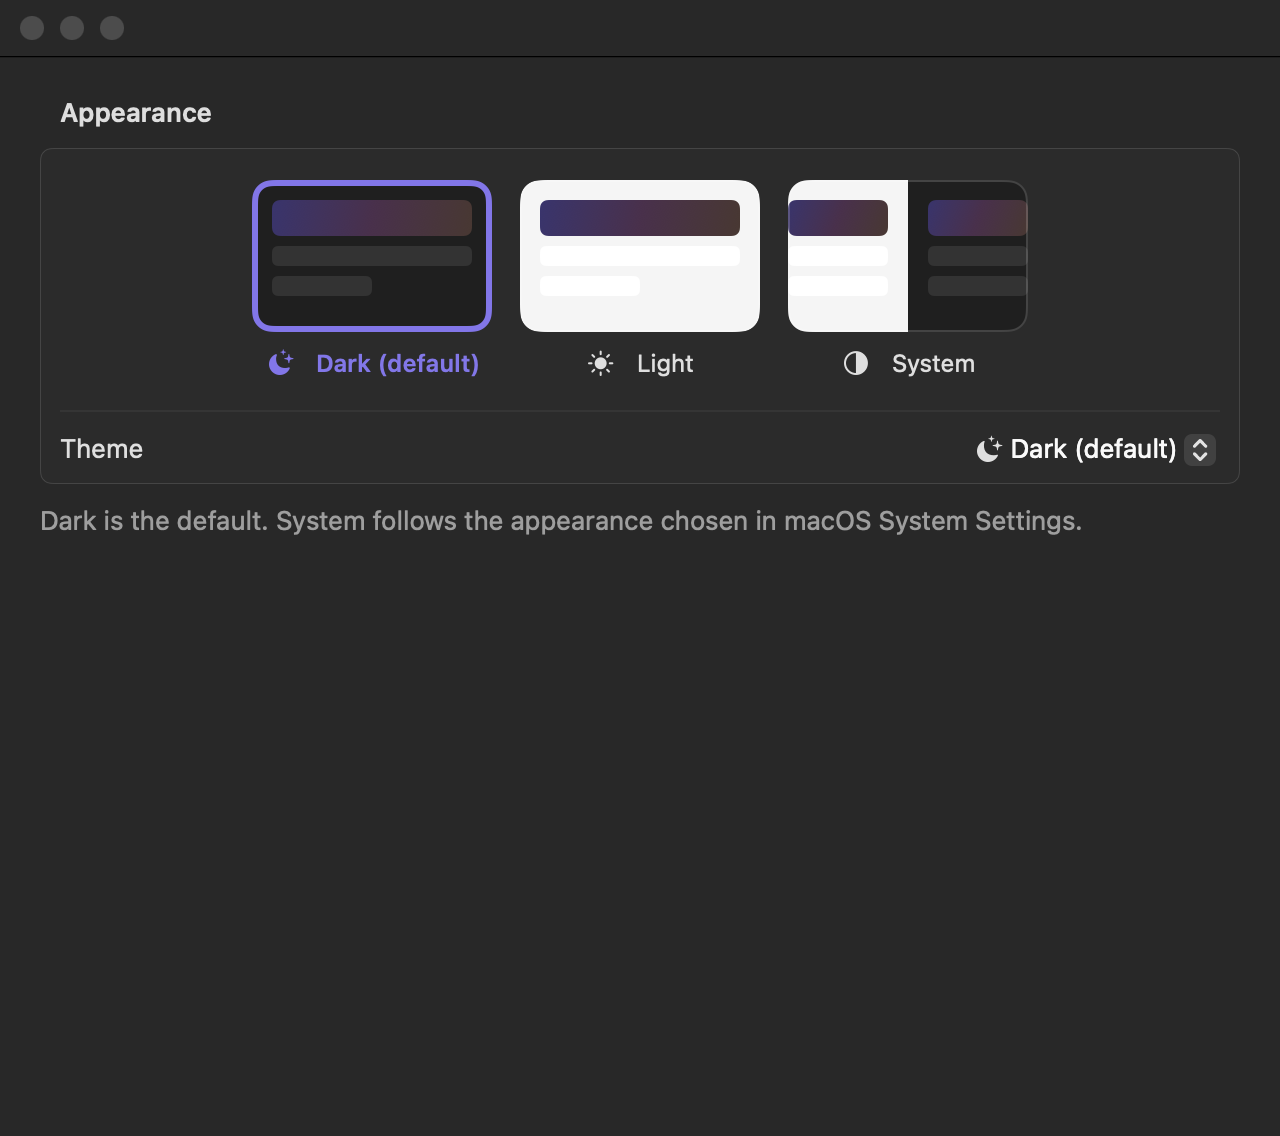 Appearance
Dark (default)
Light
System
Theme
Dark (default)
Dark is the default. System follows the appearance chosen in macOS System Settings.